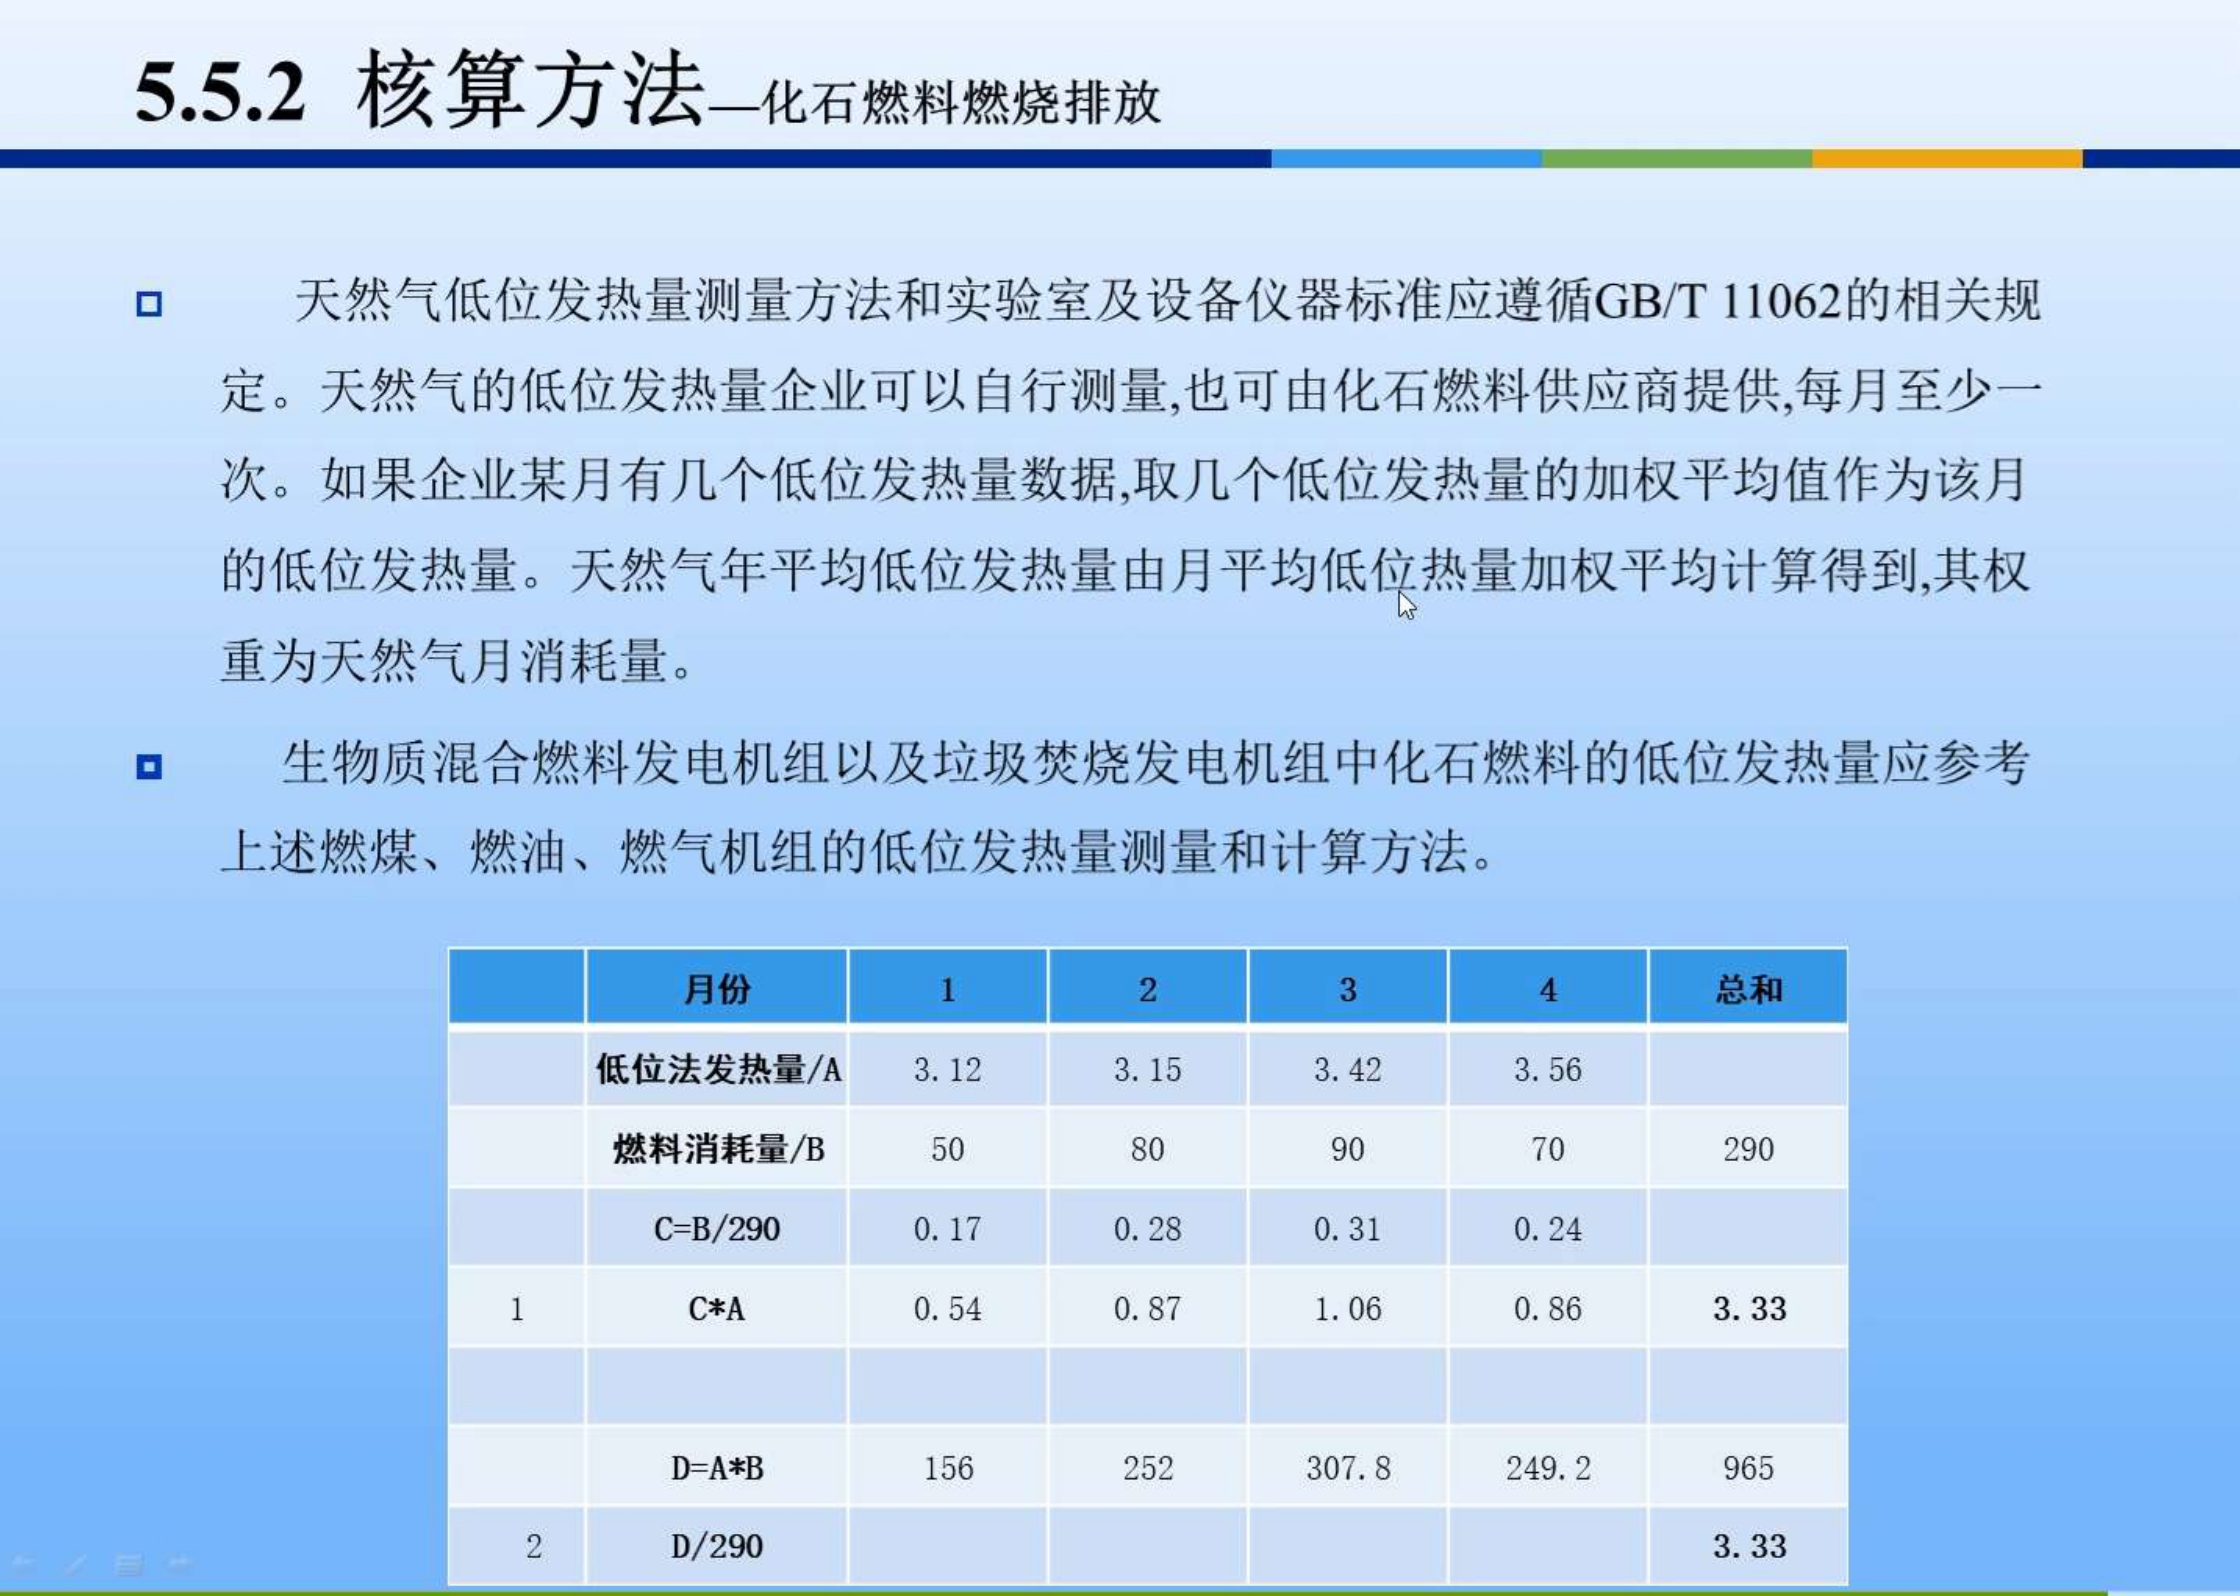 5.5.2 核算方法—化石燃料燃烧排放
天然气低位发热量测量方法和实验室及设备仪器标准应遵循GB/T 11062的相关规
定。天然气的低位发热量企业可以自行测量,也可由化石燃料供应商提供,每月至少一
次。如果企业某月有几个低位发热量数据,取几个低位发热量的加权平均值作为该月
的低位发热量。天然气年平均低位发热量由月平均低位热量加权平均计算得到,其权
重为天然气月消耗量。
生物质混合燃料发电机组以及垃圾焚烧发电机组中化石燃料的低位发热量应参考
上述燃煤、燃油、燃气机组的低位发热量测量和计算方法。
月份 1 2 3 4 总和
低位法发热量/A 3.12 3.15 3.42 3.56
燃料消耗量/B 50 80 90 70 290
C=B/290 0.17 0.28 0.31 0.24
1 C*A 0.54 0.87 1.06 0.86 3.33
D=A*B 156 252 307.8 249.2 965
2 D/290 3.33